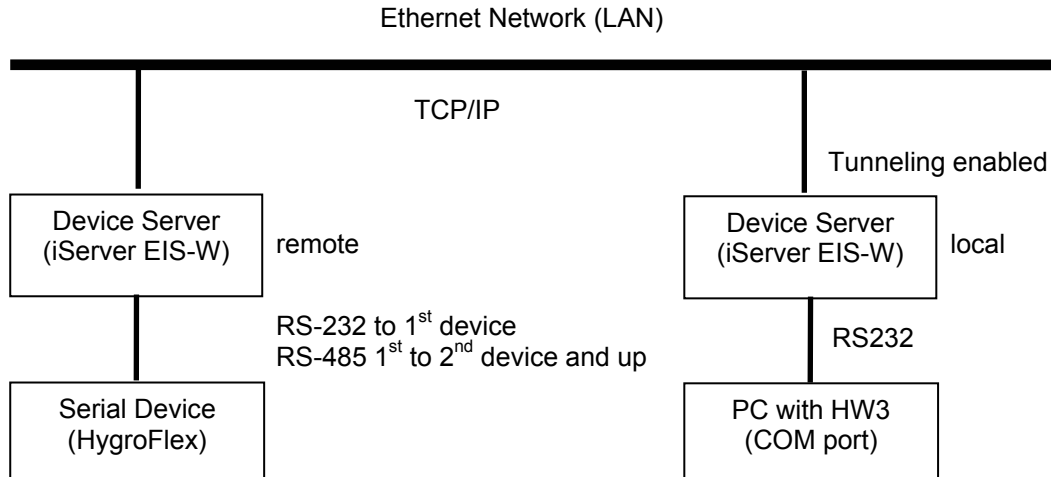 Ethernet Network (LAN)
TCP/IP
Tunneling enabled
Device Server
(iServer EIS-W)
remote
Device Server
(iServer EIS-W)
local
RS-232 to 1st device
RS-485 1st to 2nd device and up
RS232
Serial Device
(HygroFlex)
PC with HW3
(COM port)